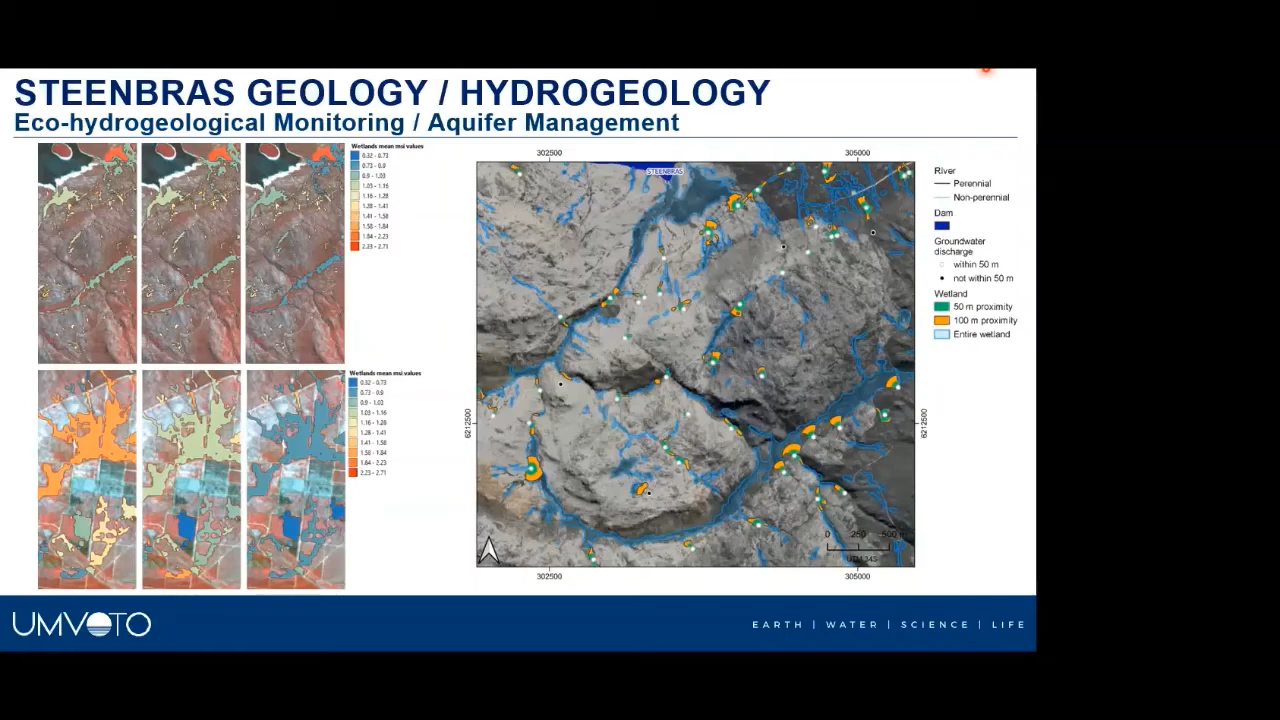 STEENBRAS GEOLOGY / HYDROGEOLOGY
Eco-hydrogeological Monitoring / Aquifer Management
Wetlands mean msi values
0.32 - 0.73
0.73 - 0.9
0.9 - 1.03
1.03 - 1.16
1.16 - 1.28
1.28 - 1.41
1.41 - 1.58
1.58 - 1.84
1.84 - 2.23
2.23 - 2.71
Wetlands mean msi values
0.32 - 0.73
0.73 - 0.9
0.9 - 1.03
1.03 - 1.16
1.16 - 1.28
1.28 - 1.41
1.41 - 1.58
1.58 - 1.84
1.84 - 2.23
2.23 - 2.71
302500
305000
STEENBRAS
6212500
6212500
0 250 500 m
302500
305000
River
Perennial
Non-perennial
Dam
Groundwater
discharge
within 50 m
not within 50 m
Wetland
50 m proximity
100 m proximity
Entire wetland
UMVOTO
EARTH | WATER | SCIENCE | LIFE